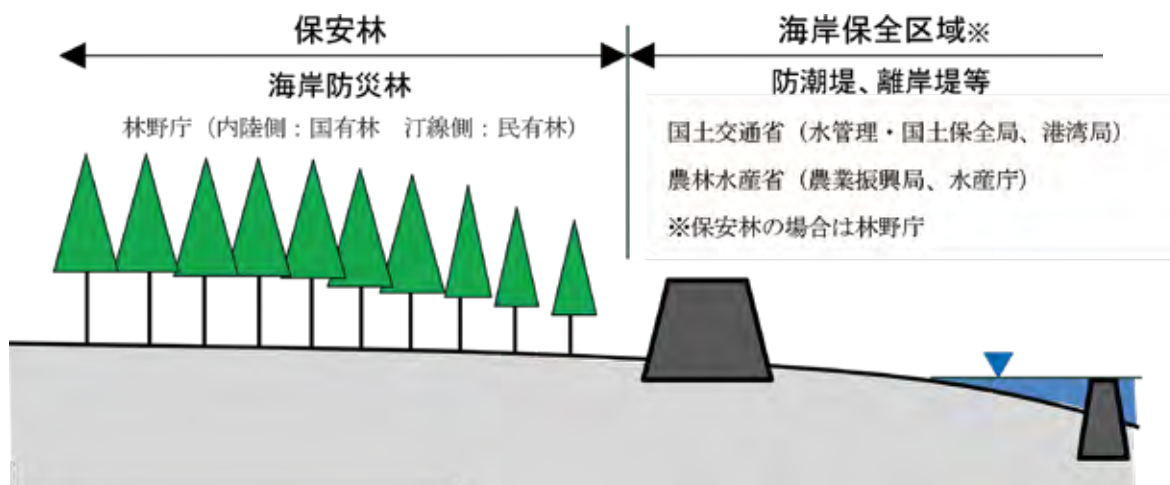 保安林
海岸保全区域※
海岸防災林
防潮堤、離岸堤等
林野庁（内陸側：国有林　汀線側：民有林）
国土交通省（水管理・国土保全局、港湾局）
農林水産省（農業振興局、水産庁）
※保安林の場合は林野庁